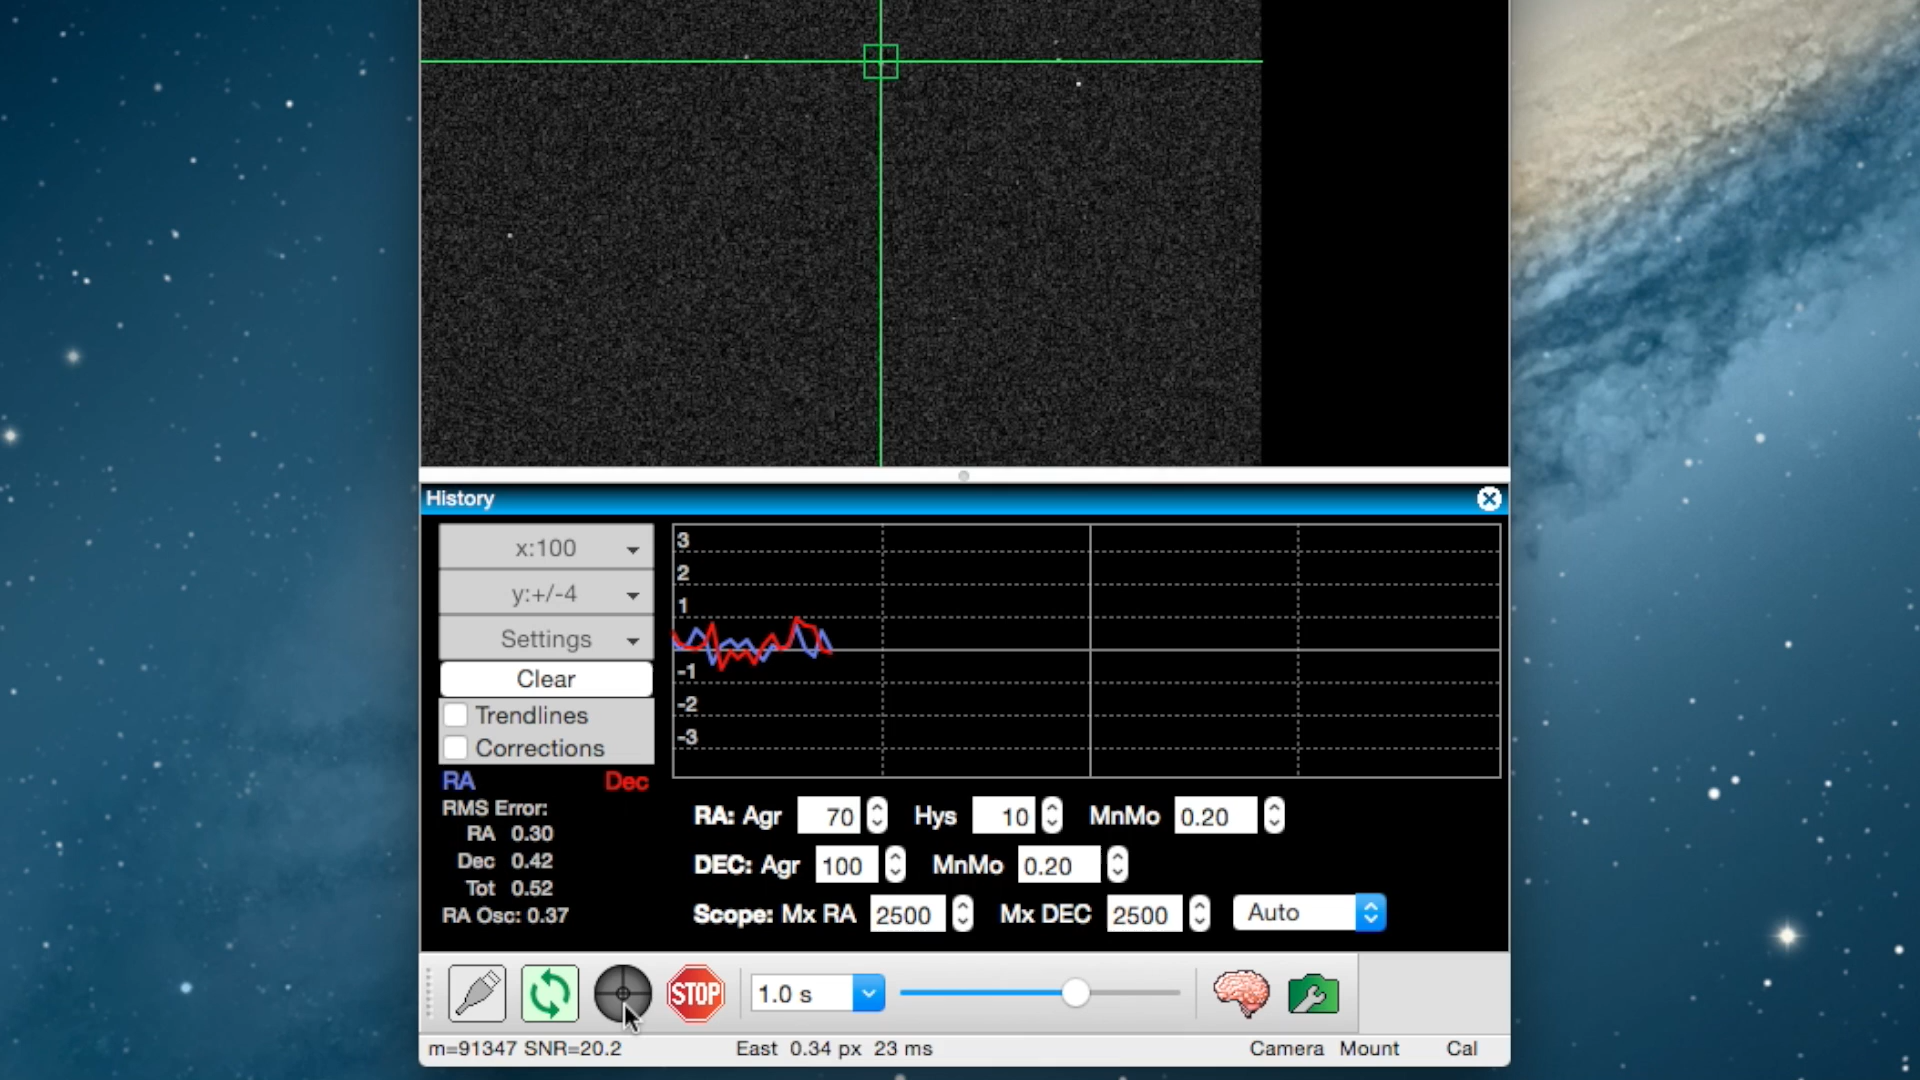 History
x:100
y:+/-4
Settings
Clear
Trendlines
Corrections
RA Dec
RMS Error:
RA 0.30
Dec 0.42
Tot 0.52
RA Osc: 0.37
3
2
1
-1
-2
-3
RA: Agr 70 Hys 10 MnMo 0.20
DEC: Agr 100 MnMo 0.20
Scope: Mx RA 2500 Mx DEC 2500 Auto
STOP 1.0 s
m=91347 SNR=20.2 East 0.34 px 23 ms Camera Mount Cal